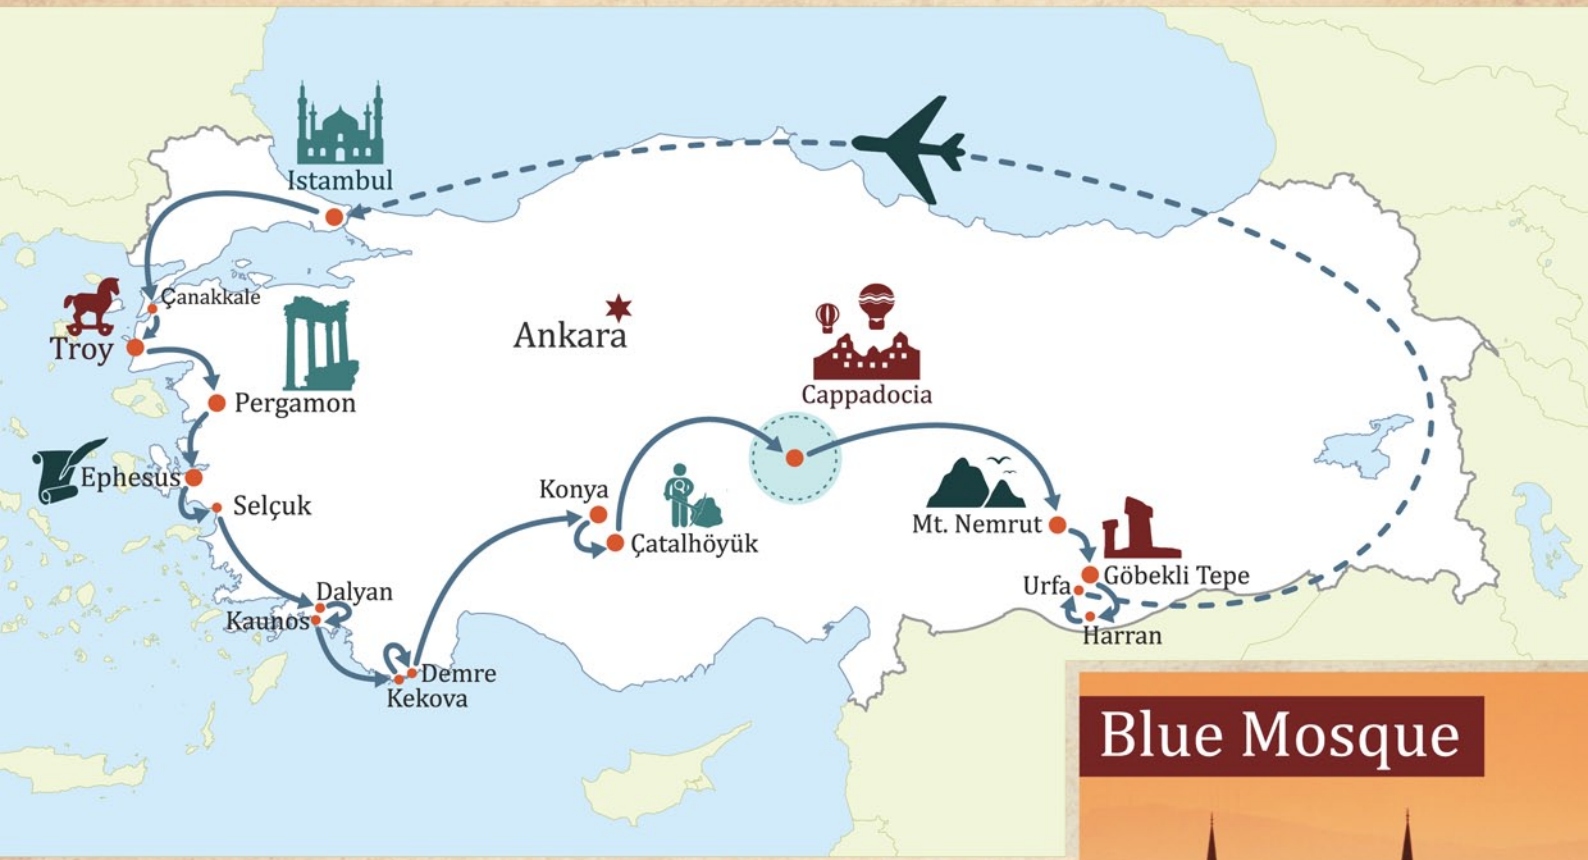 Istambul
Çanakkale
Troy
Ankara
Pergamon
Cappadocia
Ephesus
Selçuk
Konya
Çatalhöyük
Mt. Nemrut
Göbekli Tepe
Urfa
Dalyan
Kaunos
Harran
Demre
Kekova
Blue Mosque